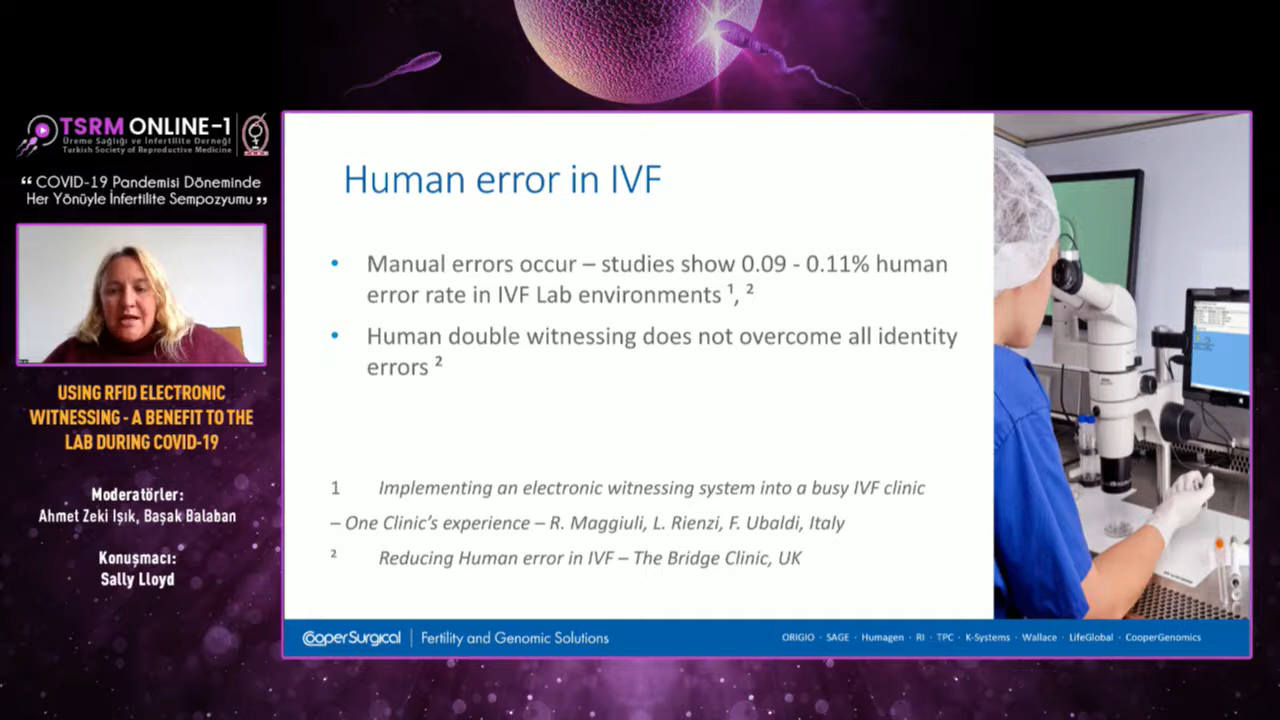 TSRM ONLINE-1
Üreme Sağlığı ve İnfertilite Derneği
Turkish Society of Reproductive Medicine
“ COVID-19 Pandemisi Döneminde
Her Yönüyle İnfertilite Sempozyumu ”
USING RFID ELECTRONIC
WITNESSING - A BENEFIT TO THE
LAB DURING COVID-19
Moderatörler:
Ahmet Zeki Işık, Başak Balaban
Konuşmacı:
Sally Lloyd
Human error in IVF
• Manual errors occur – studies show 0.09 - 0.11% human
error rate in IVF Lab environments ¹, ²
• Human double witnessing does not overcome all identity
errors ²
1 Implementing an electronic witnessing system into a busy IVF clinic
– One Clinic’s experience – R. Maggiuli, L. Rienzi, F. Ubaldi, Italy
² Reducing Human error in IVF – The Bridge Clinic, UK
CooperSurgical | Fertility and Genomic Solutions
ORIGIO · SAGE · Humagen · RI · TPC · K-Systems · Wallace · LifeGlobal · CooperGenomics